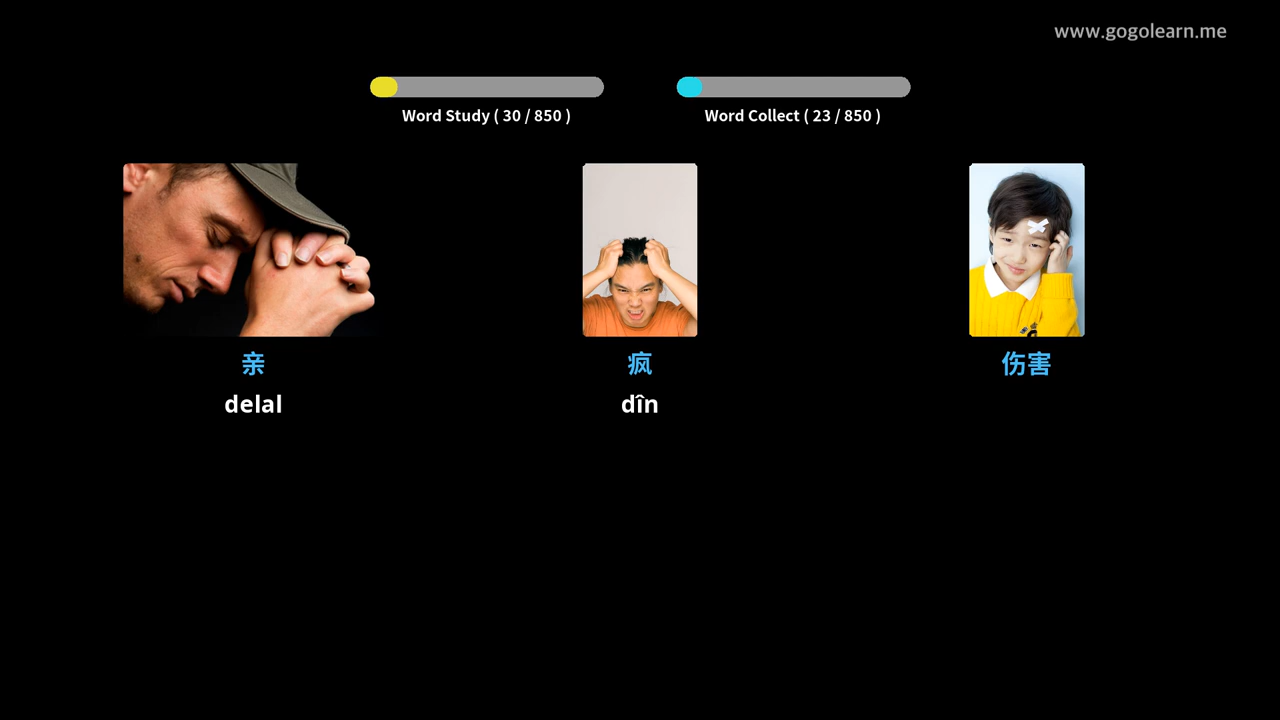 www.gogolearn.me
Word Study ( 30 / 850 )
Word Collect ( 23 / 850 )
亲
疯
伤害
delal
dîn